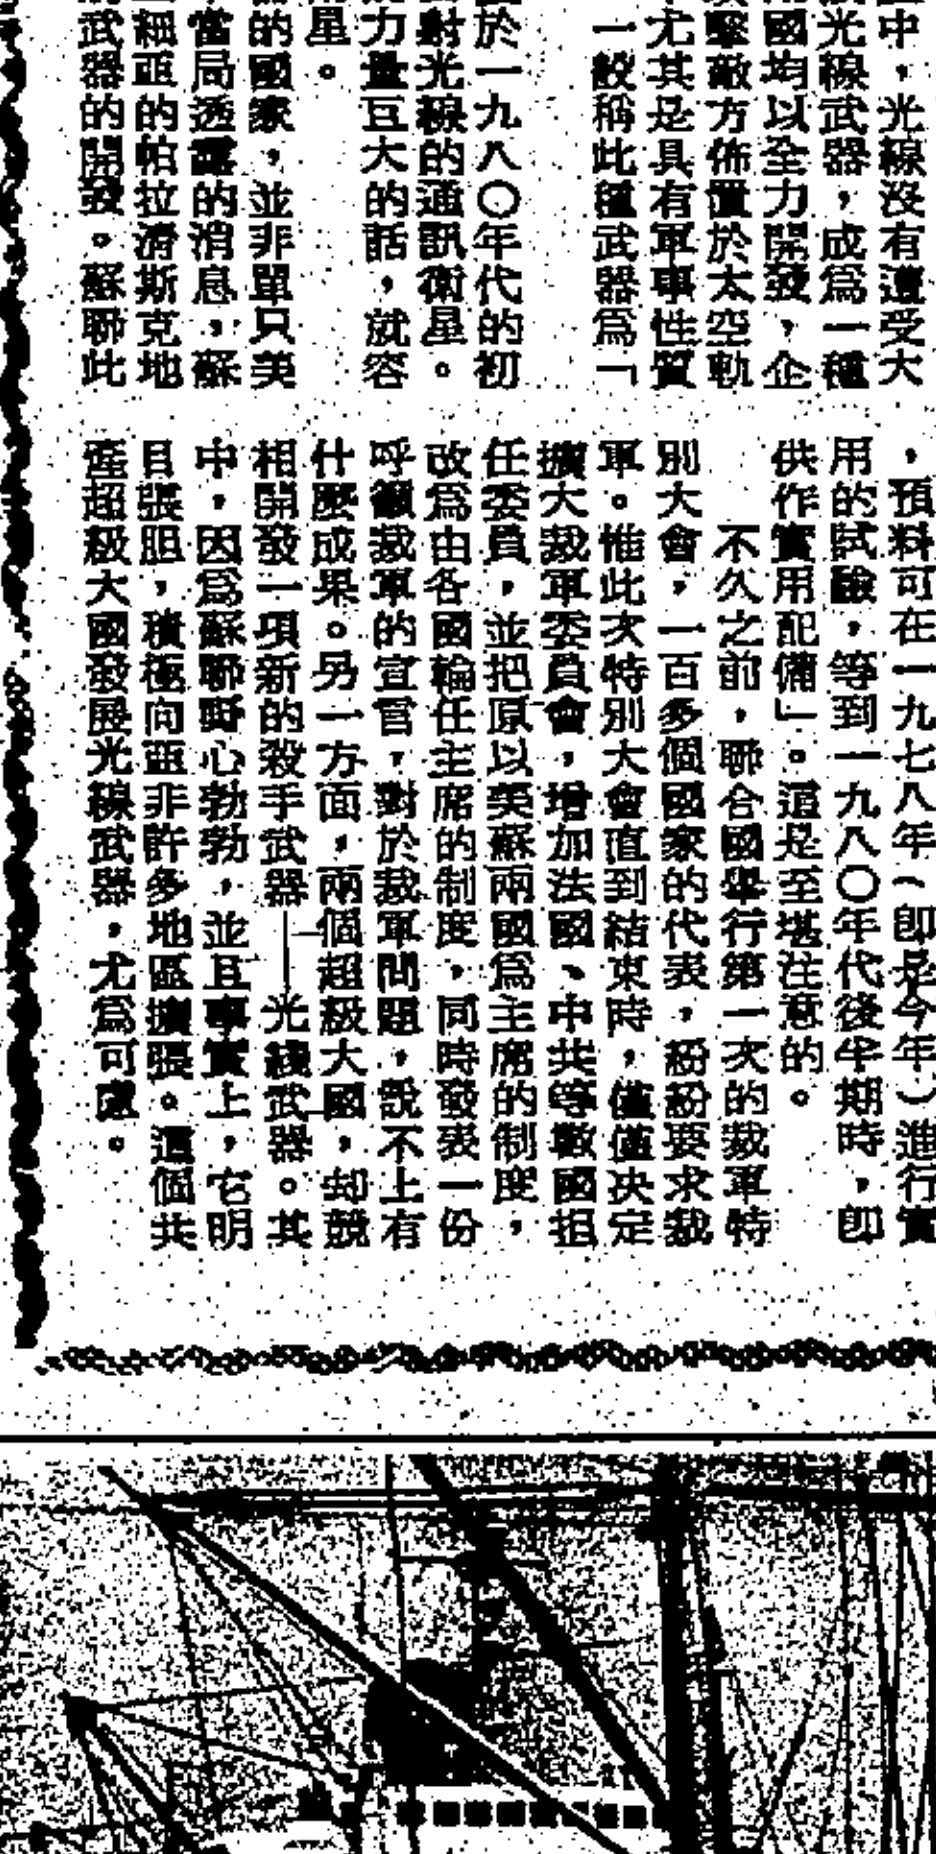 中，光線沒有遭受大
光線武器，成爲一種
國均以全力開發，企
擊敵方佈置於太空軌
尤其是具有軍事性質
一般稱此種武器爲「
於一九八〇年代的初
射光線的通訊衛星。
力量巨大的話，就容
星。
的國家，並非單只美
當局透露的消息，蘇
細亞的帕拉濟斯克地
武器的開發。蘇聯此
，預料可在一九七八年（卽是今年）進行實
用的試驗，等到一九八〇年代後半期時，卽
供作實用配備」。這是至堪注意的。
不久之前，聯合國舉行第一次的裁軍特
別大會，一百多個國家的代表，紛紛要求裁
軍。惟此次特別大會直到結束時，僅僅決定
擴大裁軍委員會，增加法國、中共等數國担
任委員，並把原以美蘇兩國爲主席的制度，
改爲由各國輪任主席的制度，同時發表一份
呼籲裁軍的宣言，對於裁軍問題，說不上有
什麼成果。另一方面，兩個超級大國，却競
相開發一項新的殺手武器——光綫武器。其
中，因爲蘇聯野心勃勃，並且事實上，它明
目張胆，積極向亞非許多地區擴張。這個共
產超級大國發展光線武器，尤爲可慮。